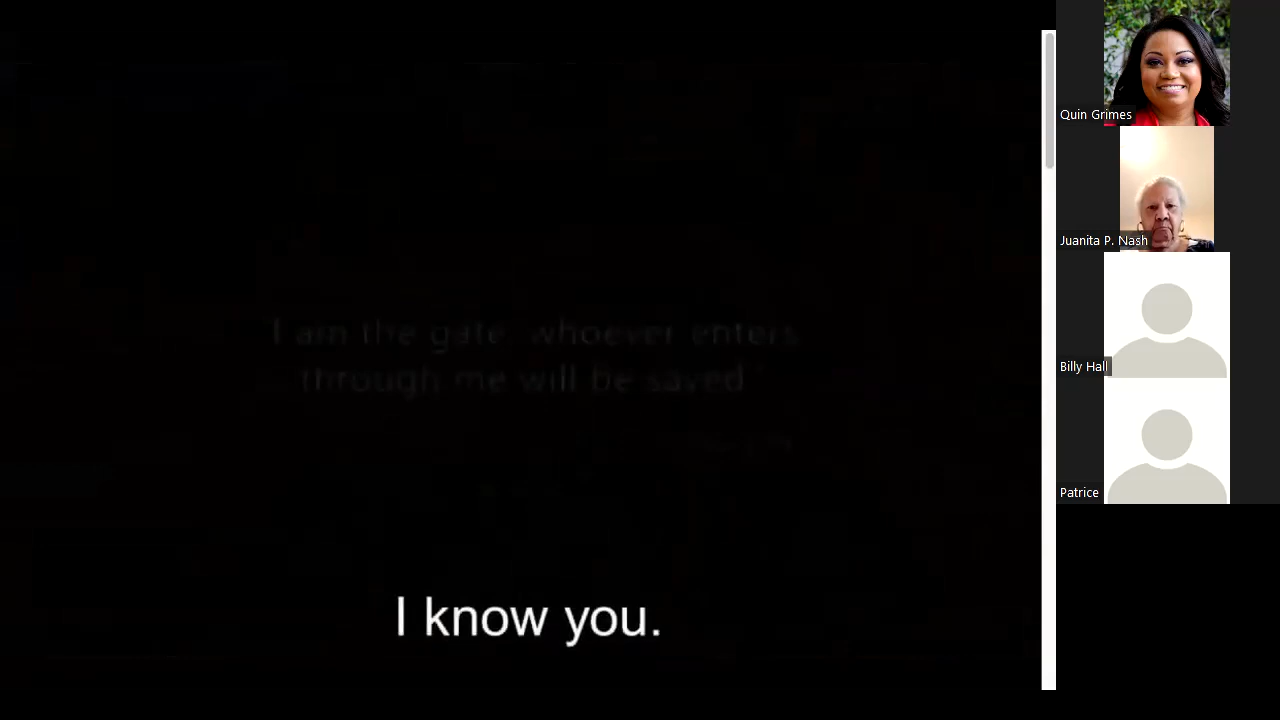 I am the gate, whoever enters
through me will be saved."
I know you.
Quin Grimes
Juanita P. Nash
Billy Hall
Patrice